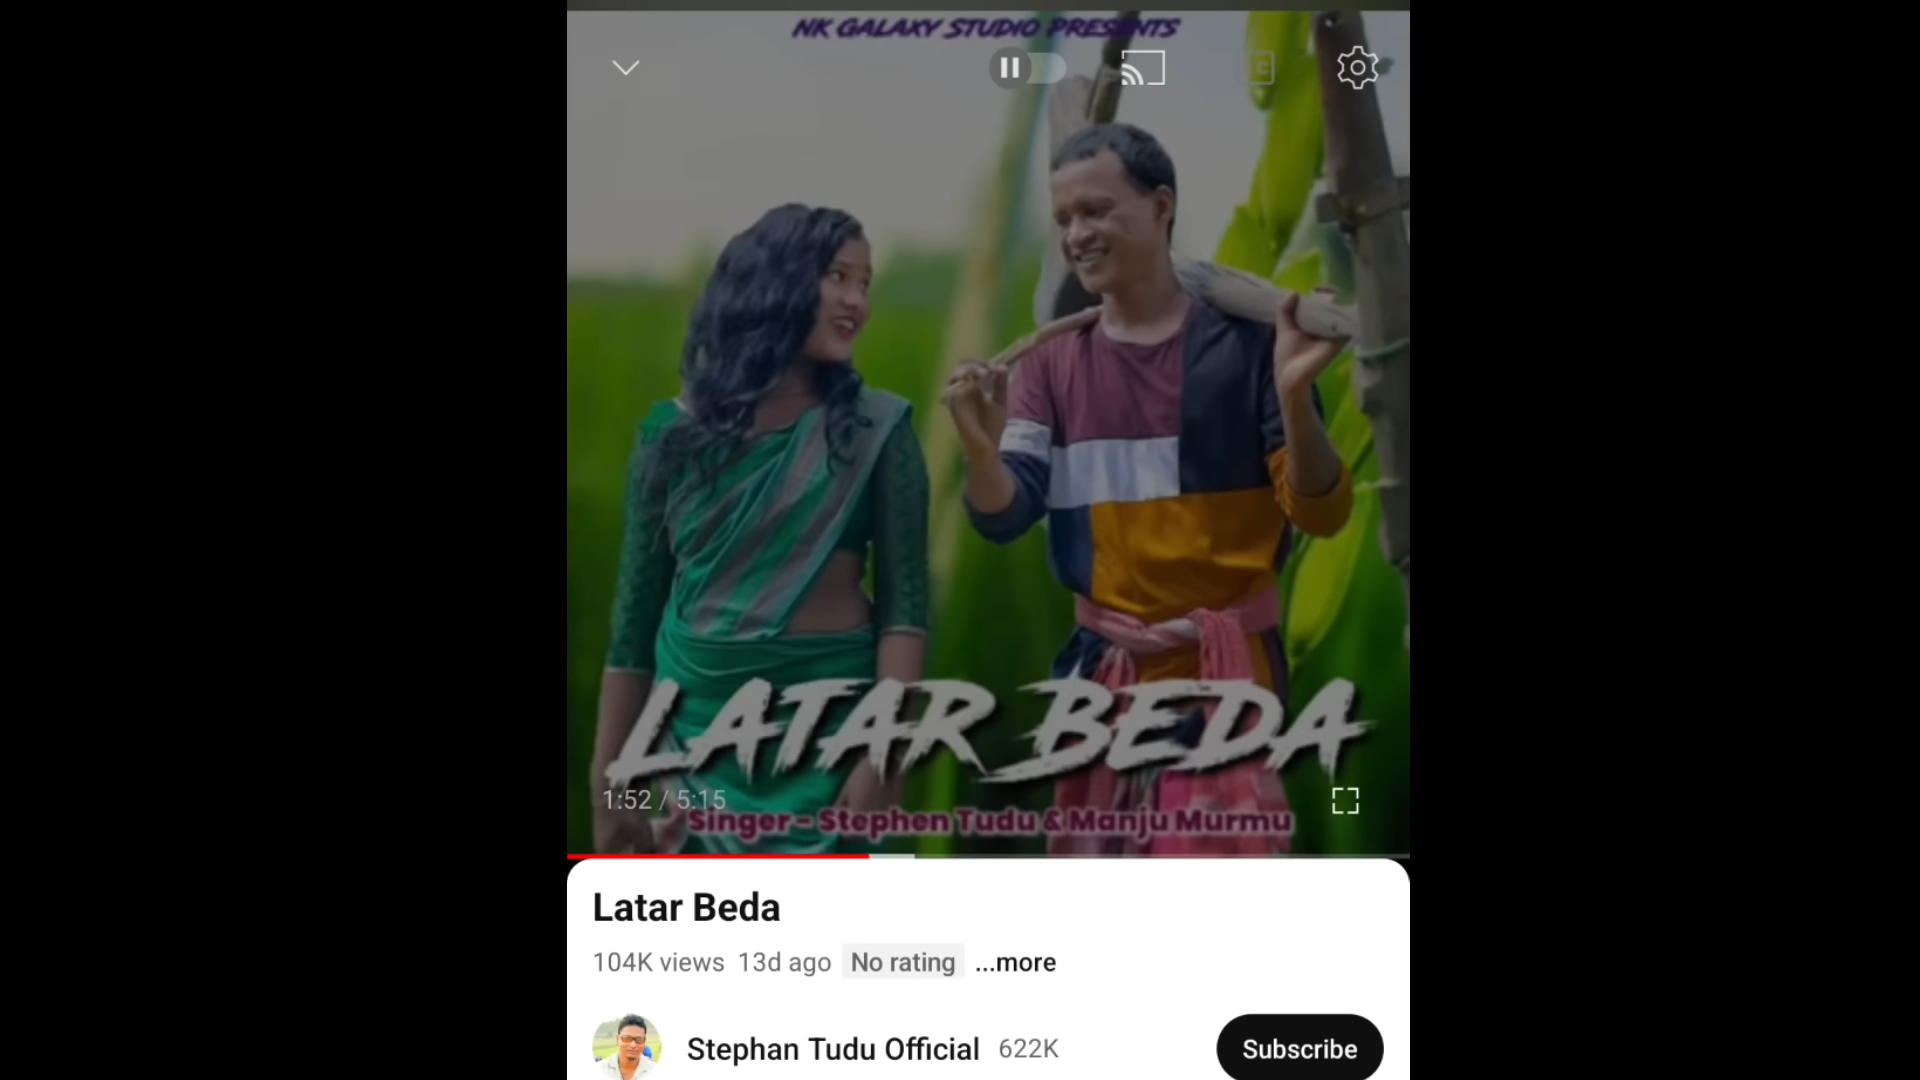 NK GALAXY STUDIO PRESENTS
LATAR BEDA
1:52 / 5:15
Singer - Stephen Tudu & Manju Murmu
Latar Beda
104K views 13d ago No rating ...more
Stephan Tudu Official 622K Subscribe